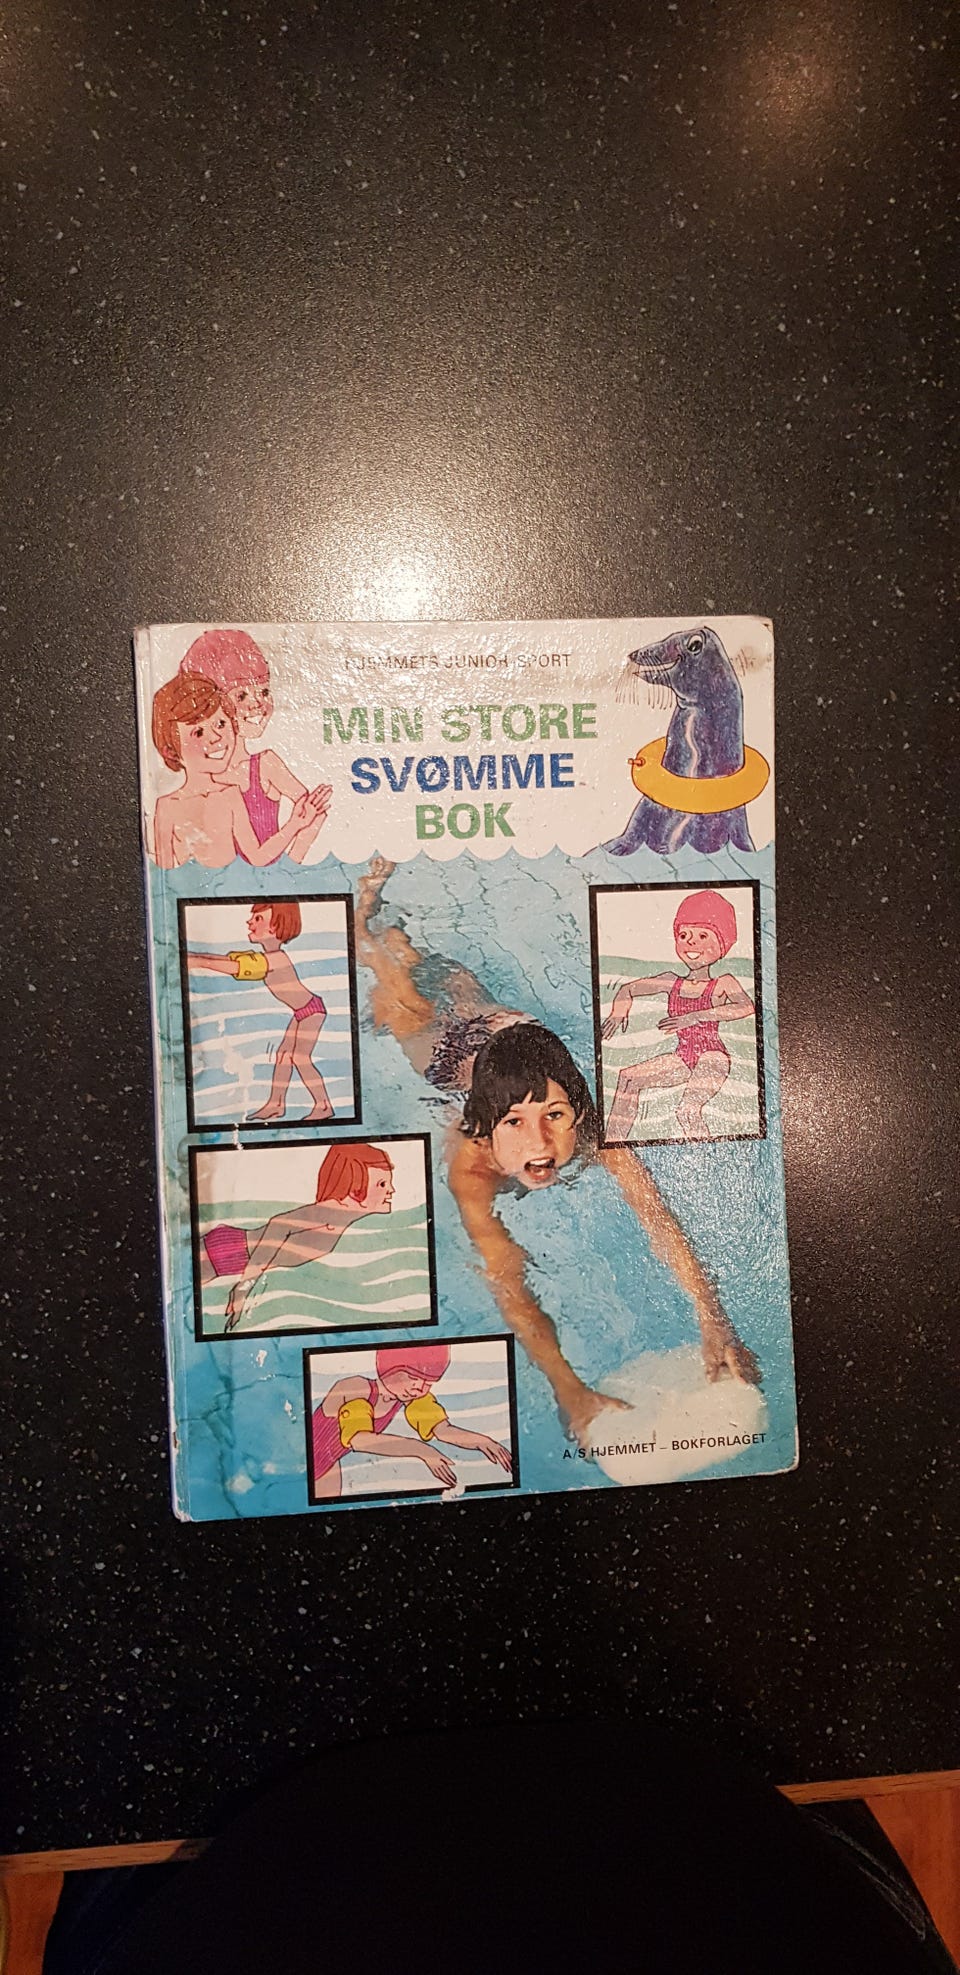 HJEMMETS JUNIOR-SPORT
MIN STORE
SVØMME
BOK
A/S HJEMMET – BOKFORLAGET